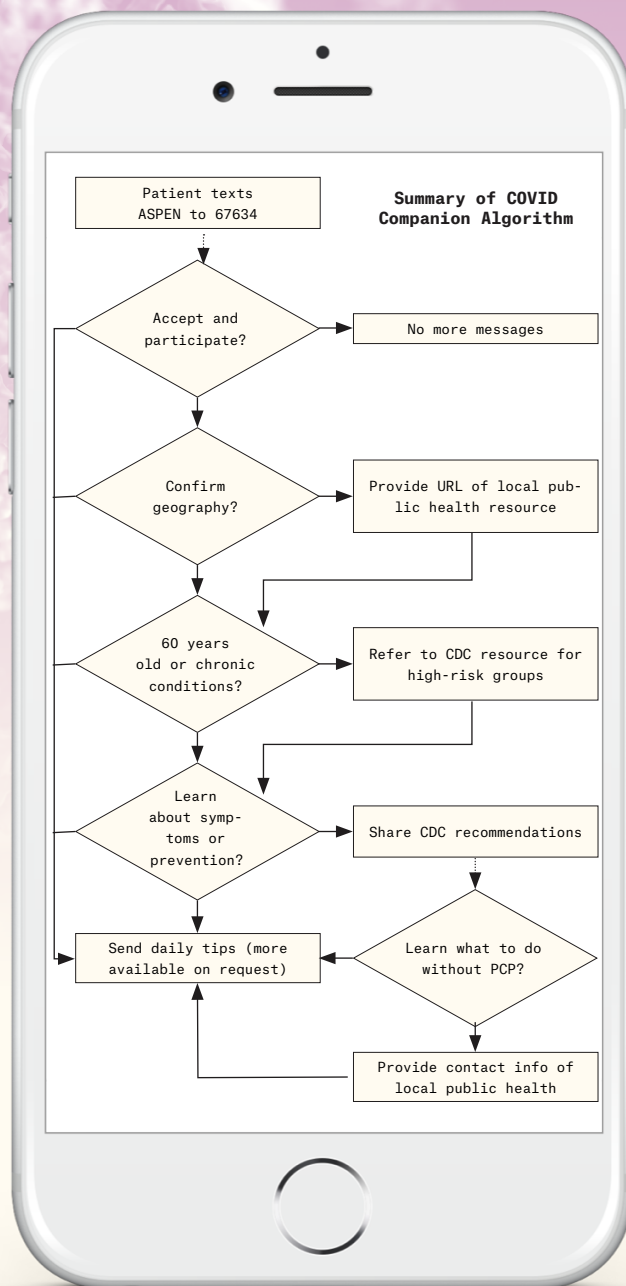 Patient texts
ASPEN to 67634
Summary of COVID
Companion Algorithm
Accept and
participate?
No more messages
Confirm
geography?
Provide URL of local pub-
lic health resource
60 years
old or chronic
conditions?
Refer to CDC resource for
high-risk groups
Learn
about symp-
toms or
prevention?
Share CDC recommendations
Send daily tips (more
available on request)
Learn what to do
without PCP?
Provide contact info of
local public health